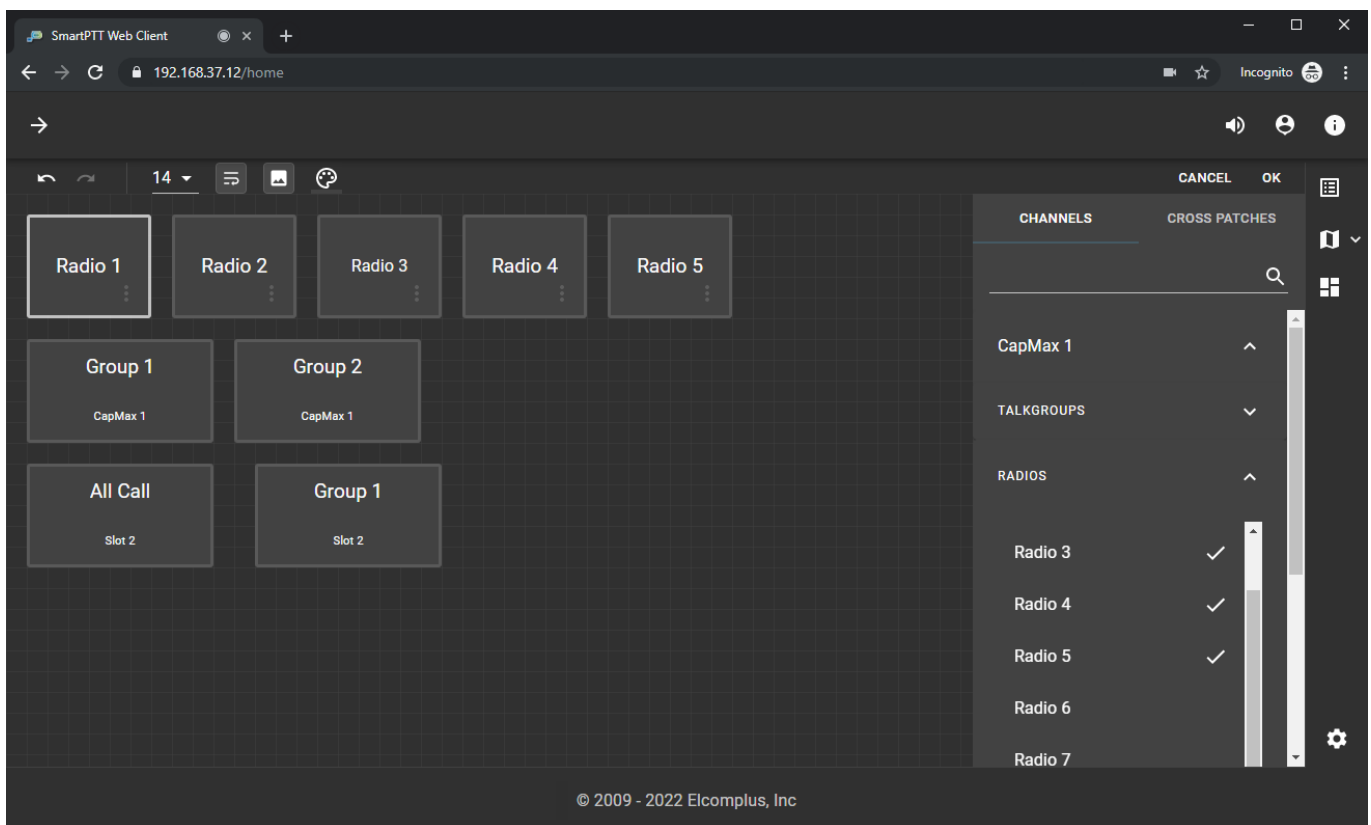 SmartPTT Web Client
192.168.37.12/home
Incognito
14
CANCEL OK
CHANNELS CROSS PATCHES
Radio 1 Radio 2 Radio 3 Radio 4 Radio 5
CapMax 1
Group 1 Group 2
CapMax 1 CapMax 1
TALKGROUPS
RADIOS
All Call Group 1
Slot 2 Slot 2
Radio 3
Radio 4
Radio 5
Radio 6
Radio 7
© 2009 - 2022 Elcomplus, Inc